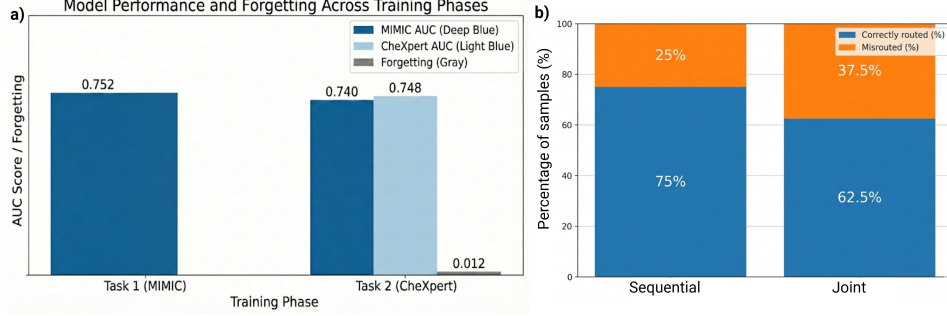 a)
Model Performance and Forgetting Across Training Phases
MIMIC AUC (Deep Blue)
CheXpert AUC (Light Blue)
Forgetting (Gray)
0.752
0.740
0.748
0.012
AUC Score / Forgetting
Task 1 (MIMIC)
Task 2 (CheXpert)
Training Phase
b)
Correctly routed (%)
Misrouted (%)
Percentage of samples (%)
100
80
60
40
20
0
25%
75%
37.5%
62.5%
Sequential
Joint